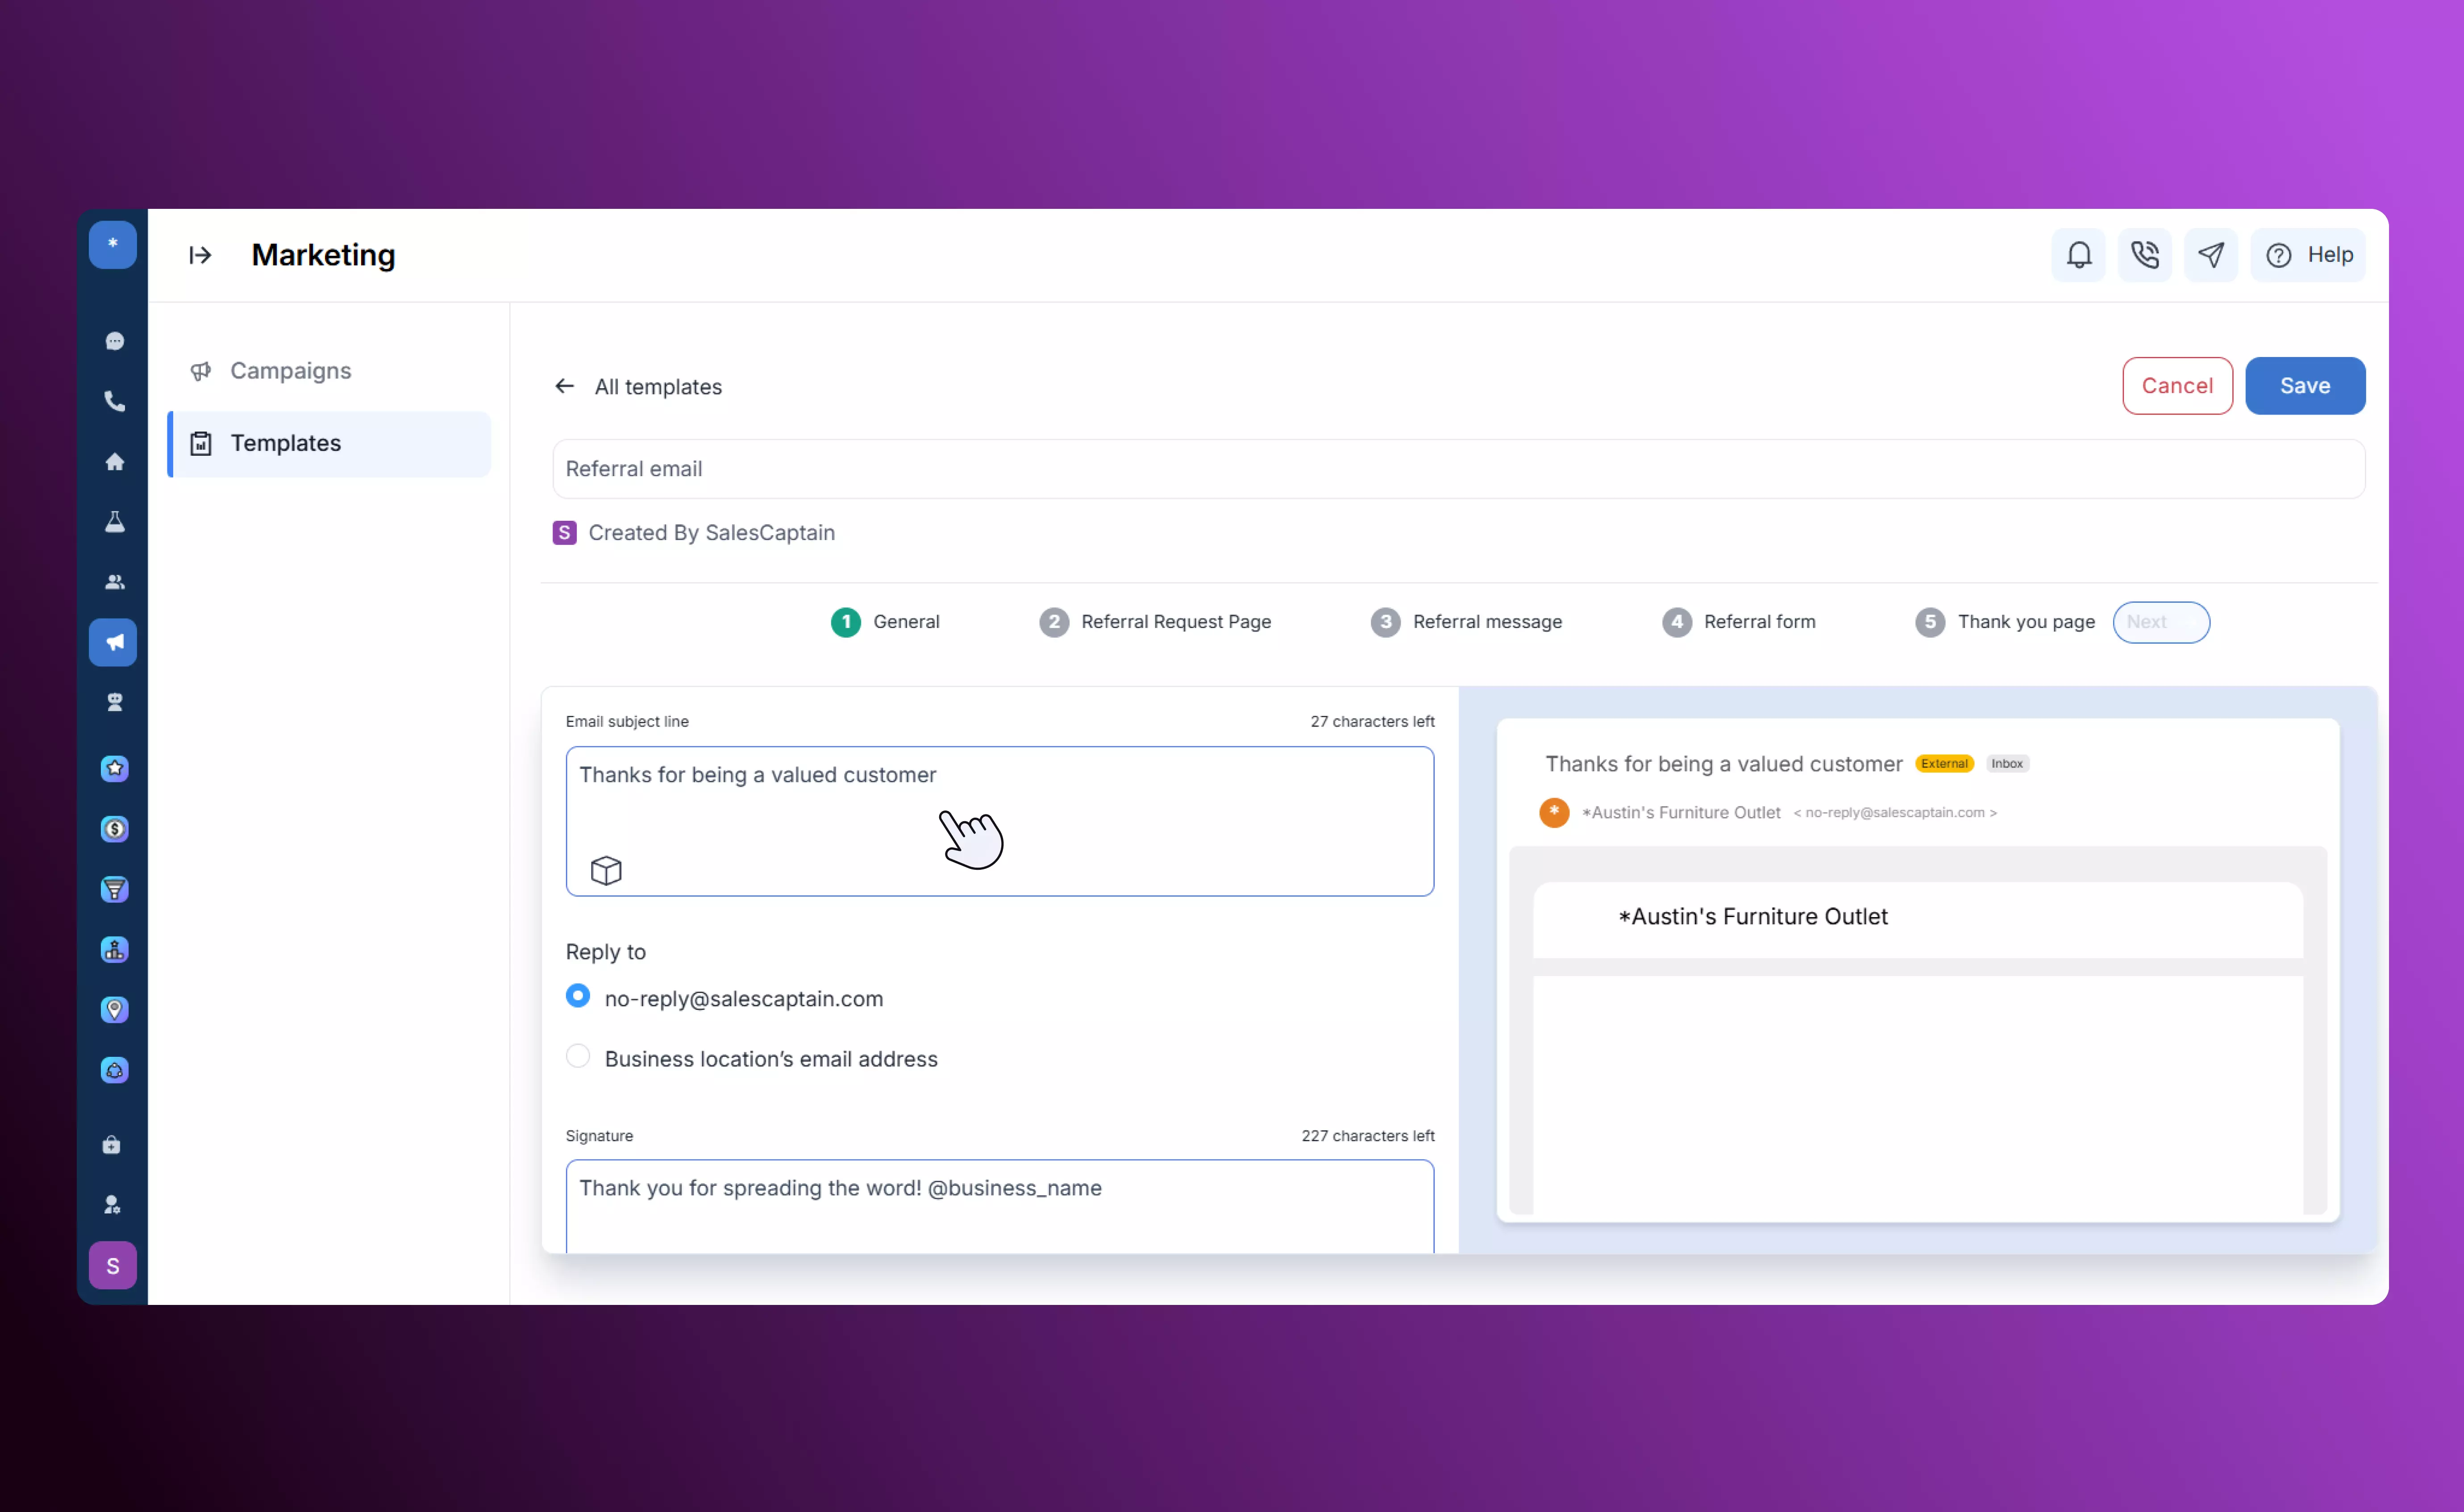 *
Marketing
Help
Campaigns
Templates
All templates
Cancel
Save
Referral email
S Created By SalesCaptain
1 General
2 Referral Request Page
3 Referral message
4 Referral form
5 Thank you page
Next
Email subject line
27 characters left
Thanks for being a valued customer
Reply to
no-reply@salescaptain.com
Business location’s email address
Signature
227 characters left
Thank you for spreading the word! @business_name
Thanks for being a valued customer External Inbox
* *Austin's Furniture Outlet < no-reply@salescaptain.com >
*Austin's Furniture Outlet
S